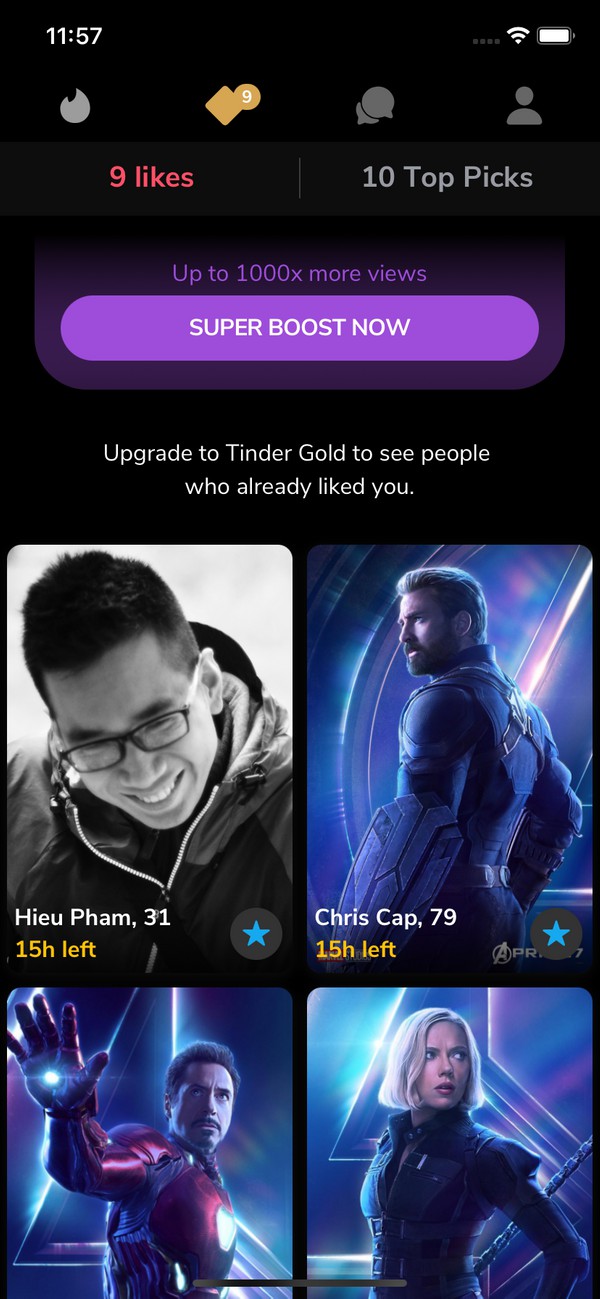 11:57
9
9 likes
10 Top Picks
Up to 1000x more views
SUPER BOOST NOW
Upgrade to Tinder Gold to see people
who already liked you.
Hieu Pham, 31
15h left
Chris Cap, 79
15h left